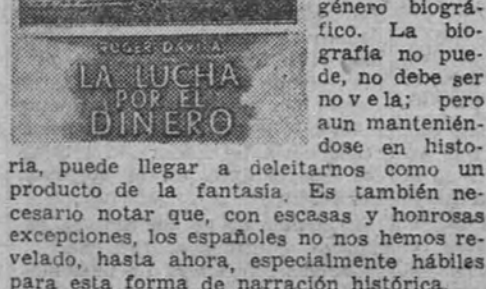 género biográ-
fico. La bio-
grafía no pue-
de, no debe ser
novela; pero
aun mantenién-
dose en histo-
ROGER DAVILA
LA LUCHA
POR EL
DINERO
ria, puede llegar a deleitarnos como un
producto de la fantasía. Es también ne-
cesario notar que, con escasas y honrosas
excepciones, los españoles no nos hemos re-
velado, hasta ahora, especialmente hábiles
para esta forma de narración histórica.